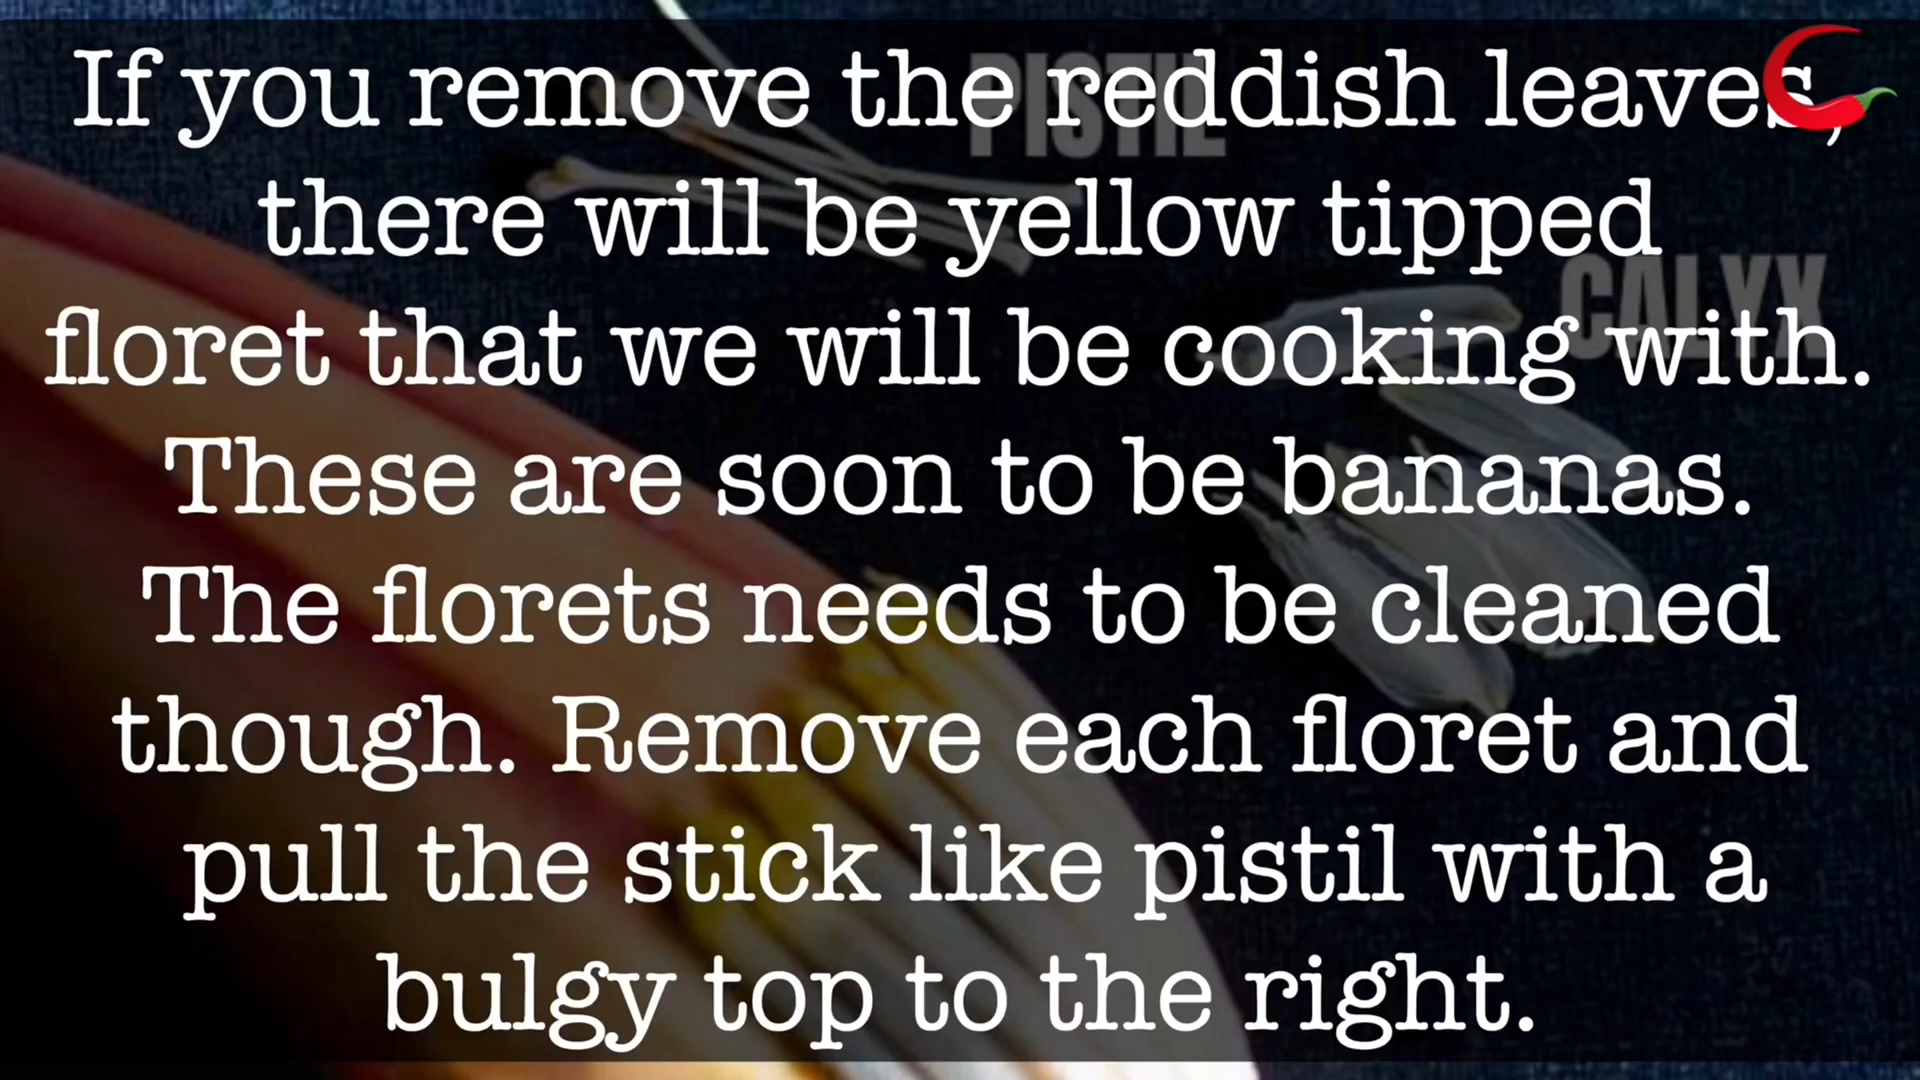 If you remove the reddish leaves,
there will be yellow tipped
floret that we will be cooking with.
These are soon to be bananas.
The florets needs to be cleaned
though. Remove each floret and
pull the stick like pistil with a
bulgy top to the right.
PISTIL
CALYX